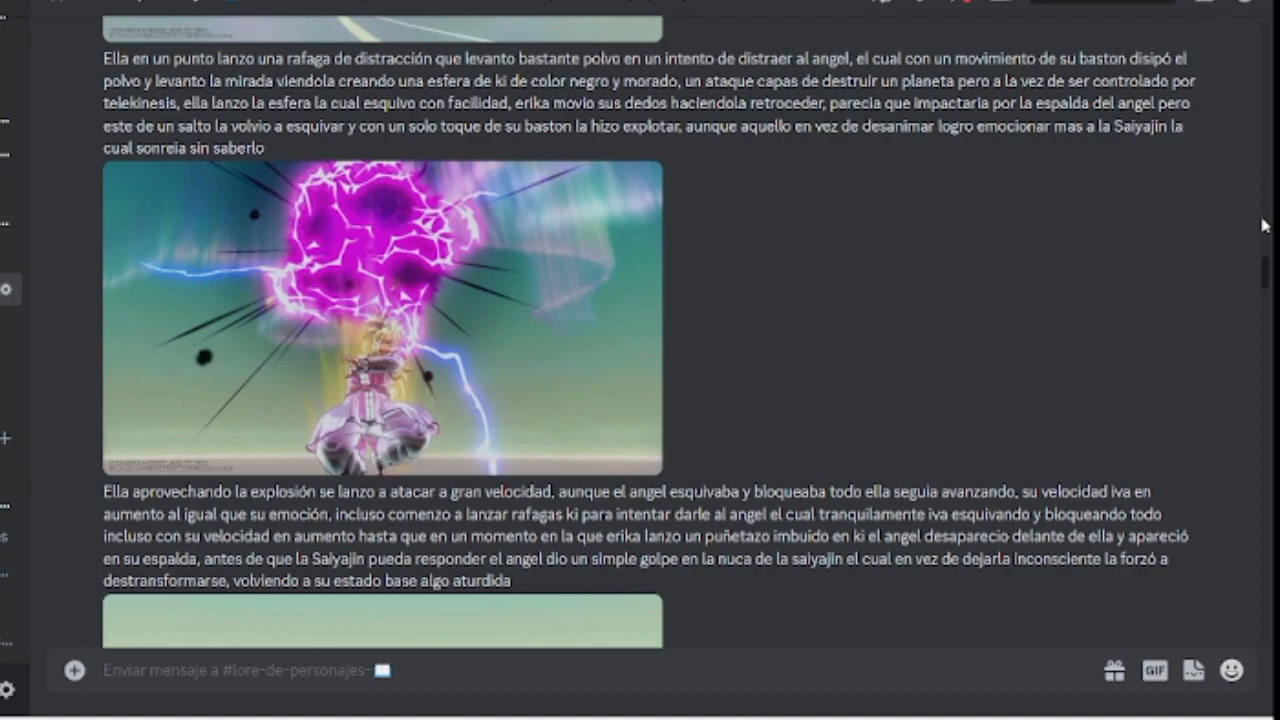 Ella en un punto lanzo una rafaga de distracción que levanto bastante polvo en un intento de distraer al angel, el cual con un movimiento de su baston disipó el
polvo y levanto la mirada viendola creando una esfera de ki de color negro y morado, un ataque capas de destruir un planeta pero a la vez de ser controlado por
telekinesis, ella lanzo la esfera la cual esquivo con facilidad, erika movio sus dedos haciendola retroceder, parecia que impactaria por la espalda del angel pero
este de un salto la volvio a esquivar y con un solo toque de su baston la hizo explotar, aunque aquello en vez de desanimar logro emocionar mas a la Saiyajin la
cual sonreia sin saberlo
Ella aprovechando la explosión se lanzo a atacar a gran velocidad, aunque el angel esquivaba y bloqueaba todo ella seguia avanzando, su velocidad iva en
aumento al igual que su emoción, incluso comenzo a lanzar rafagas ki para intentar darle al angel el cual tranquilamente iva esquivando y bloqueando todo
incluso con su velocidad en aumento hasta que en un momento en la que erika lanzo un puñetazo imbuido en ki el angel desaparecio delante de ella y apareció
en su espalda, antes de que la Saiyajin pueda responder el angel dio un simple golpe en la nuca de la saiyajin el cual en vez de dejarla inconsciente la forzó a
destransformarse, volviendo a su estado base algo aturdida
Enviar mensaje a #lore-de-personajes-
GIF